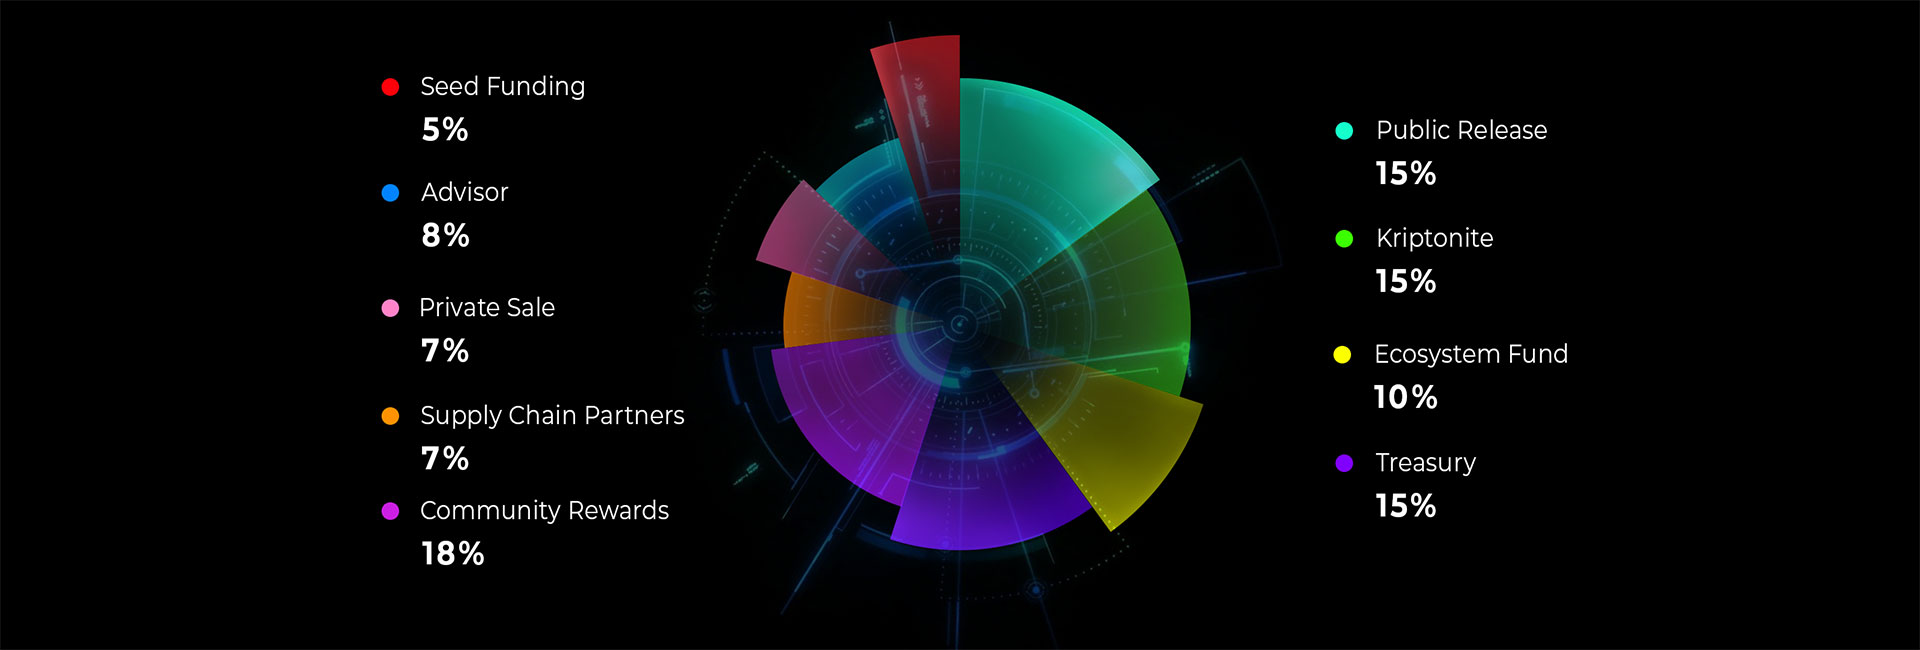 Seed Funding
5%
Advisor
8%
Private Sale
7%
Supply Chain Partners
7%
Community Rewards
18%
Public Release
15%
Kriptonite
15%
Ecosystem Fund
10%
Treasury
15%